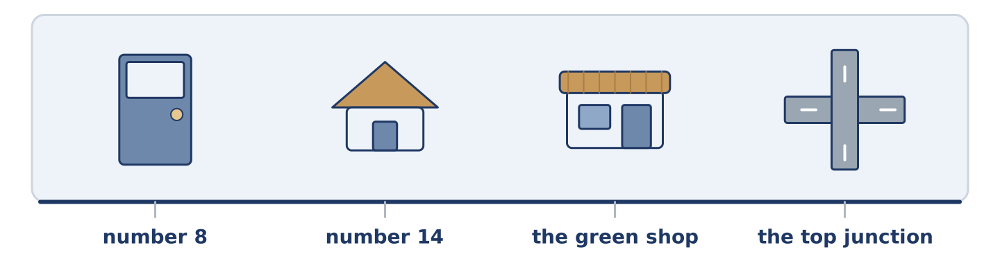 number 8
number 14
the green shop
the top junction